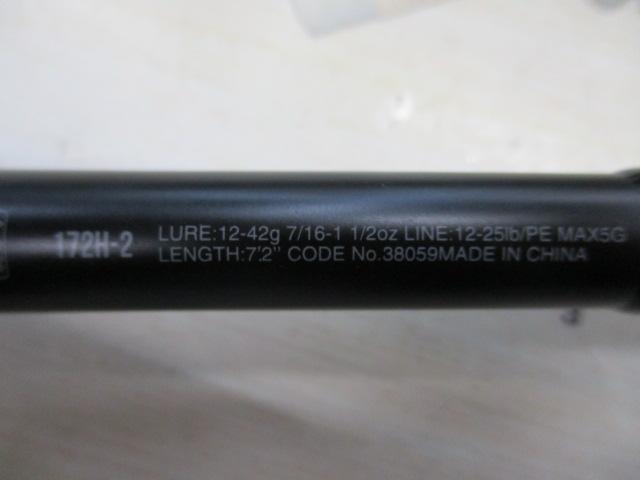 172H-2
LURE:12-42g 7/16-1 1/2oz LINE:12-25lb/PE MAX5G
LENGTH:7'2" CODE No.38059MADE IN CHINA